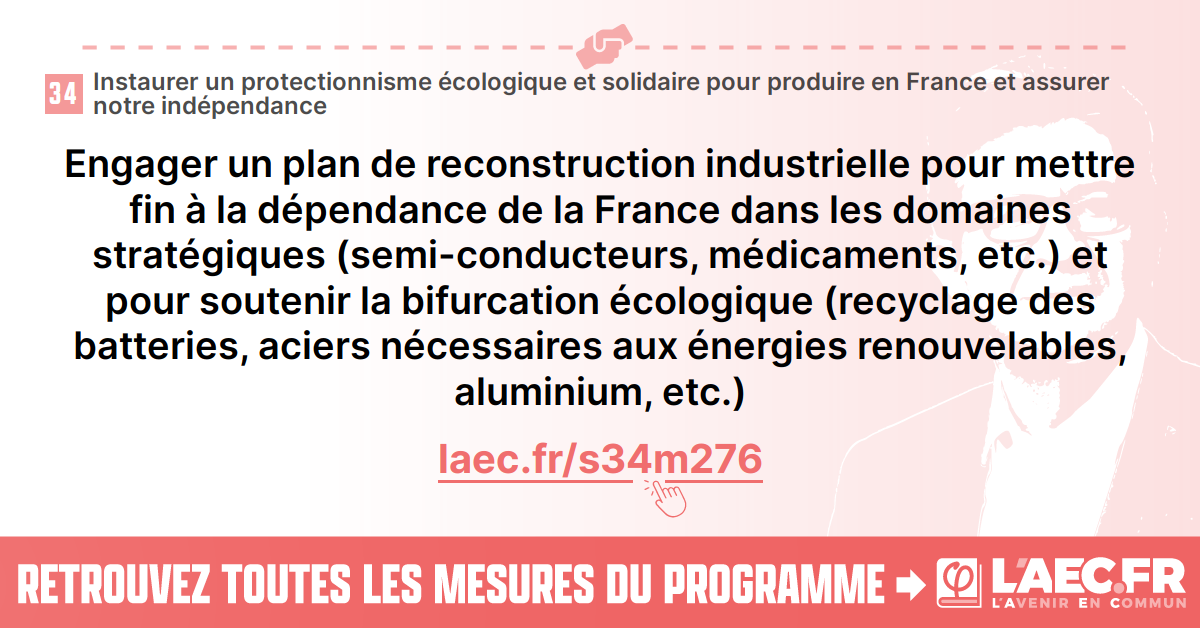 34
Instaurer un protectionnisme écologique et solidaire pour produire en France et assurer
notre indépendance
Engager un plan de reconstruction industrielle pour mettre
fin à la dépendance de la France dans les domaines
stratégiques (semi-conducteurs, médicaments, etc.) et
pour soutenir la bifurcation écologique (recyclage des
batteries, aciers nécessaires aux énergies renouvelables,
aluminium, etc.)
laec.fr/s34m276
RETROUVEZ TOUTES LES MESURES DU PROGRAMME
L'AEC.FR
L'AVENIR EN COMMUN